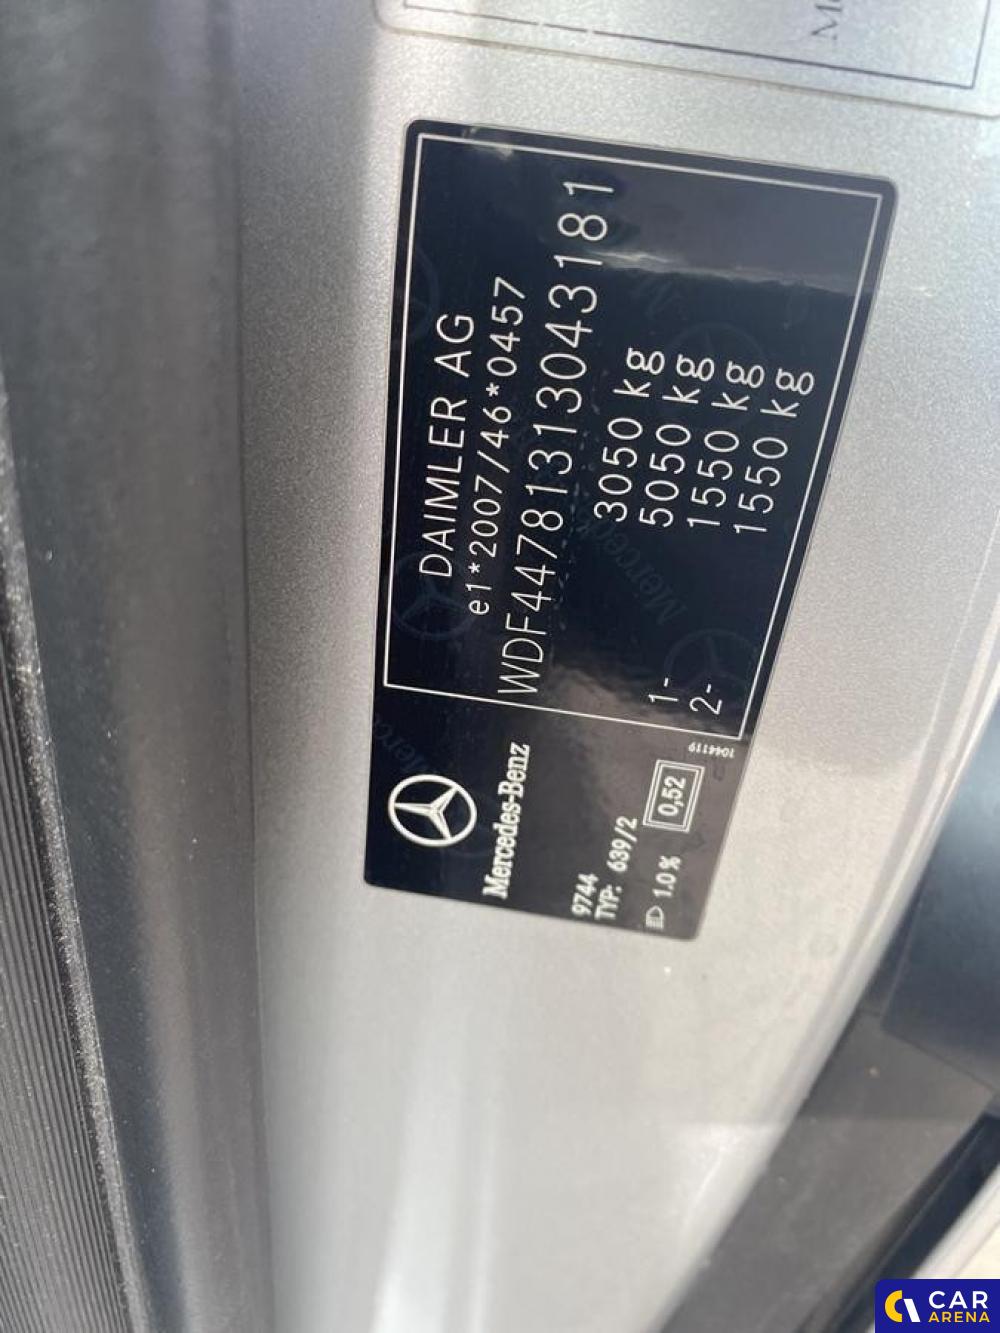 DAIMLER AG
e1*2007/46*0457
WDF44781313043181
3050 kg
5050 kg
1- 1550 kg
2- 1550 kg
Mercedes-Benz
9744
TYP: 639/2
1.0 % 0,52
1044119
CAR
ARENA